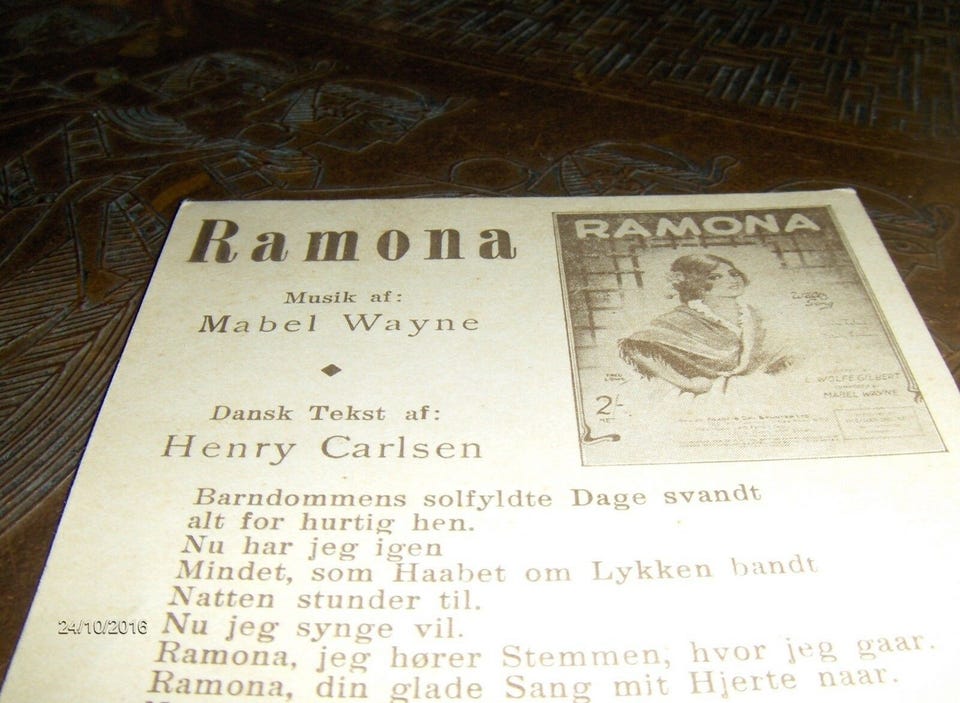 Ramona
Musik af:
Mabel Wayne
Dansk Tekst af:
Henry Carlsen
RAMONA
Waltz
Song
L. WOLFE GILBERT
MABEL WAYNE
2/-
NET
Barndommens solfyldte Dage svandt
alt for hurtig hen.
Nu har jeg igen
Mindet, som Haabet om Lykken bandt
Natten stunder til.
Nu jeg synge vil.
Ramona, jeg hører Stemmen, hvor jeg gaar.
Ramona, din glade Sang mit Hjerte naar.
24/10/2016